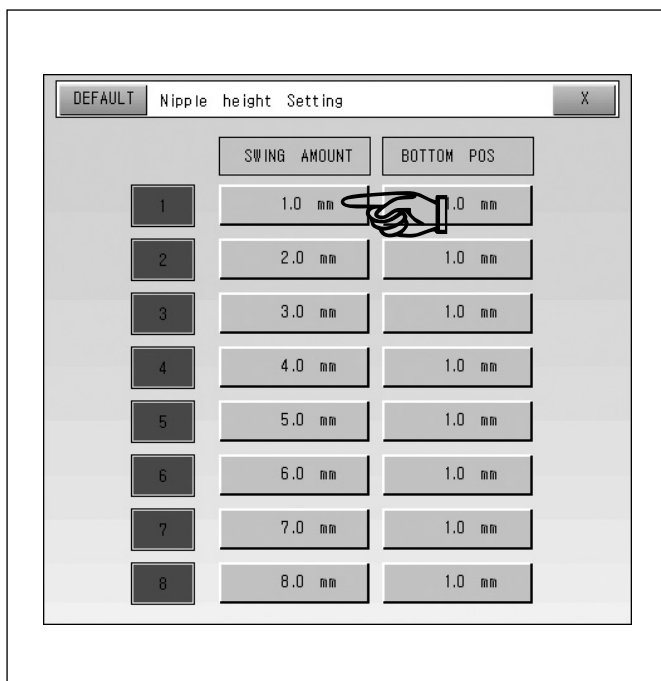 DEFAULT Nipple height Setting X
SWING AMOUNT BOTTOM POS
1 1.0 mm .0 mm
2 2.0 mm 1.0 mm
3 3.0 mm 1.0 mm
4 4.0 mm 1.0 mm
5 5.0 mm 1.0 mm
6 6.0 mm 1.0 mm
7 7.0 mm 1.0 mm
8 8.0 mm 1.0 mm